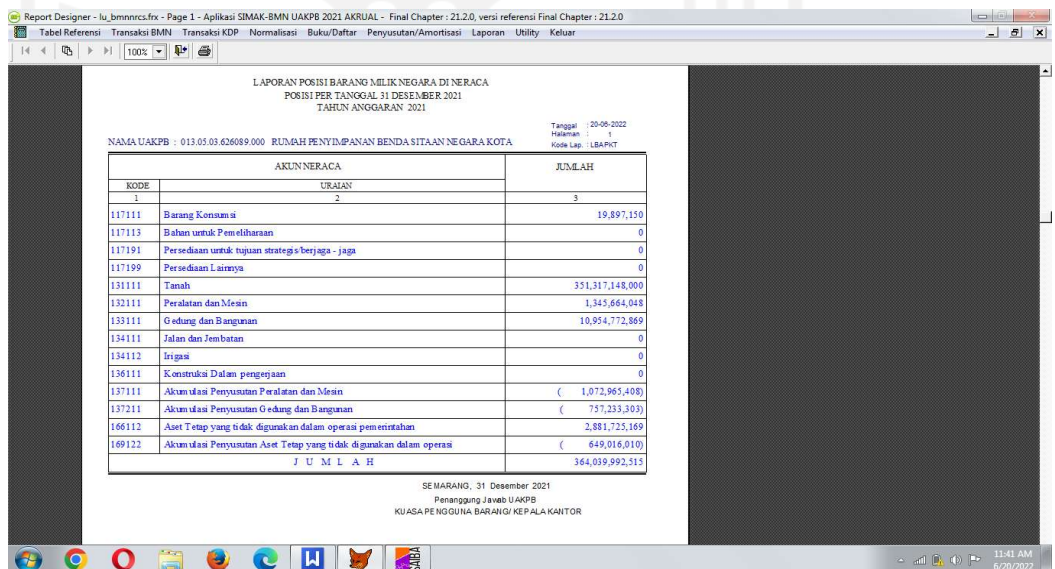 Report Designer - lu_bmnnrcs.frx - Page 1 - Aplikasi SIMAK-BMN UAKPB 2021 AKRUAL - Final Chapter : 21.2.0, versi referensi Final Chapter : 21.2.0
Tabel Referensi Transaksi BMN Transaksi KDP Normalisasi Buku/Daftar Penyusutan/Amortisasi Laporan Utility Keluar
100%
LAPORAN POSISI BARANG MILIK NEGARA DI NERACA
POSISI PER TANGGAL 31 DESEMBER 2021
TAHUN ANGGARAN 2021
Tanggal : 20-06-2022
Halaman : 1
Kode Lap. : LBAPKT
NAMA UAKPB : 013.05.03.626089.000 RUMAH PENYIMPANAN BENDA SITAAN NEGARA KOTA
AKUN NERACA JUMLAH
KODE URAIAN
1 2 3
117111 Barang Konsumsi 19,897,150
117113 Bahan untuk Pemeliharaan 0
117191 Persediaan untuk tujuan strategis/berjaga - jaga 0
117199 Persediaan Lainnya 0
131111 Tanah 351,317,148,000
132111 Peralatan dan Mesin 1,345,664,048
133111 Gedung dan Bangunan 10,954,772,869
134111 Jalan dan Jembatan 0
134112 Irigasi 0
136111 Konstruksi Dalam pengerjaan 0
137111 Akumulasi Penyusutan Peralatan dan Mesin ( 1,072,965,408)
137211 Akumulasi Penyusutan Gedung dan Bangunan ( 757,233,303)
166112 Aset Tetap yang tidak digunakan dalam operasi pemerintahan 2,881,725,169
169122 Akumulasi Penyusutan Aset Tetap yang tidak digunakan dalam operasi ( 649,016,010)
J U M L A H 364,039,992,515
SEMARANG, 31 Desember 2021
Penanggung Jawab UAKPB
KUASA PENGGUNA BARANG/ KEPALA KANTOR
SAIBA
11:41 AM
6/20/2022